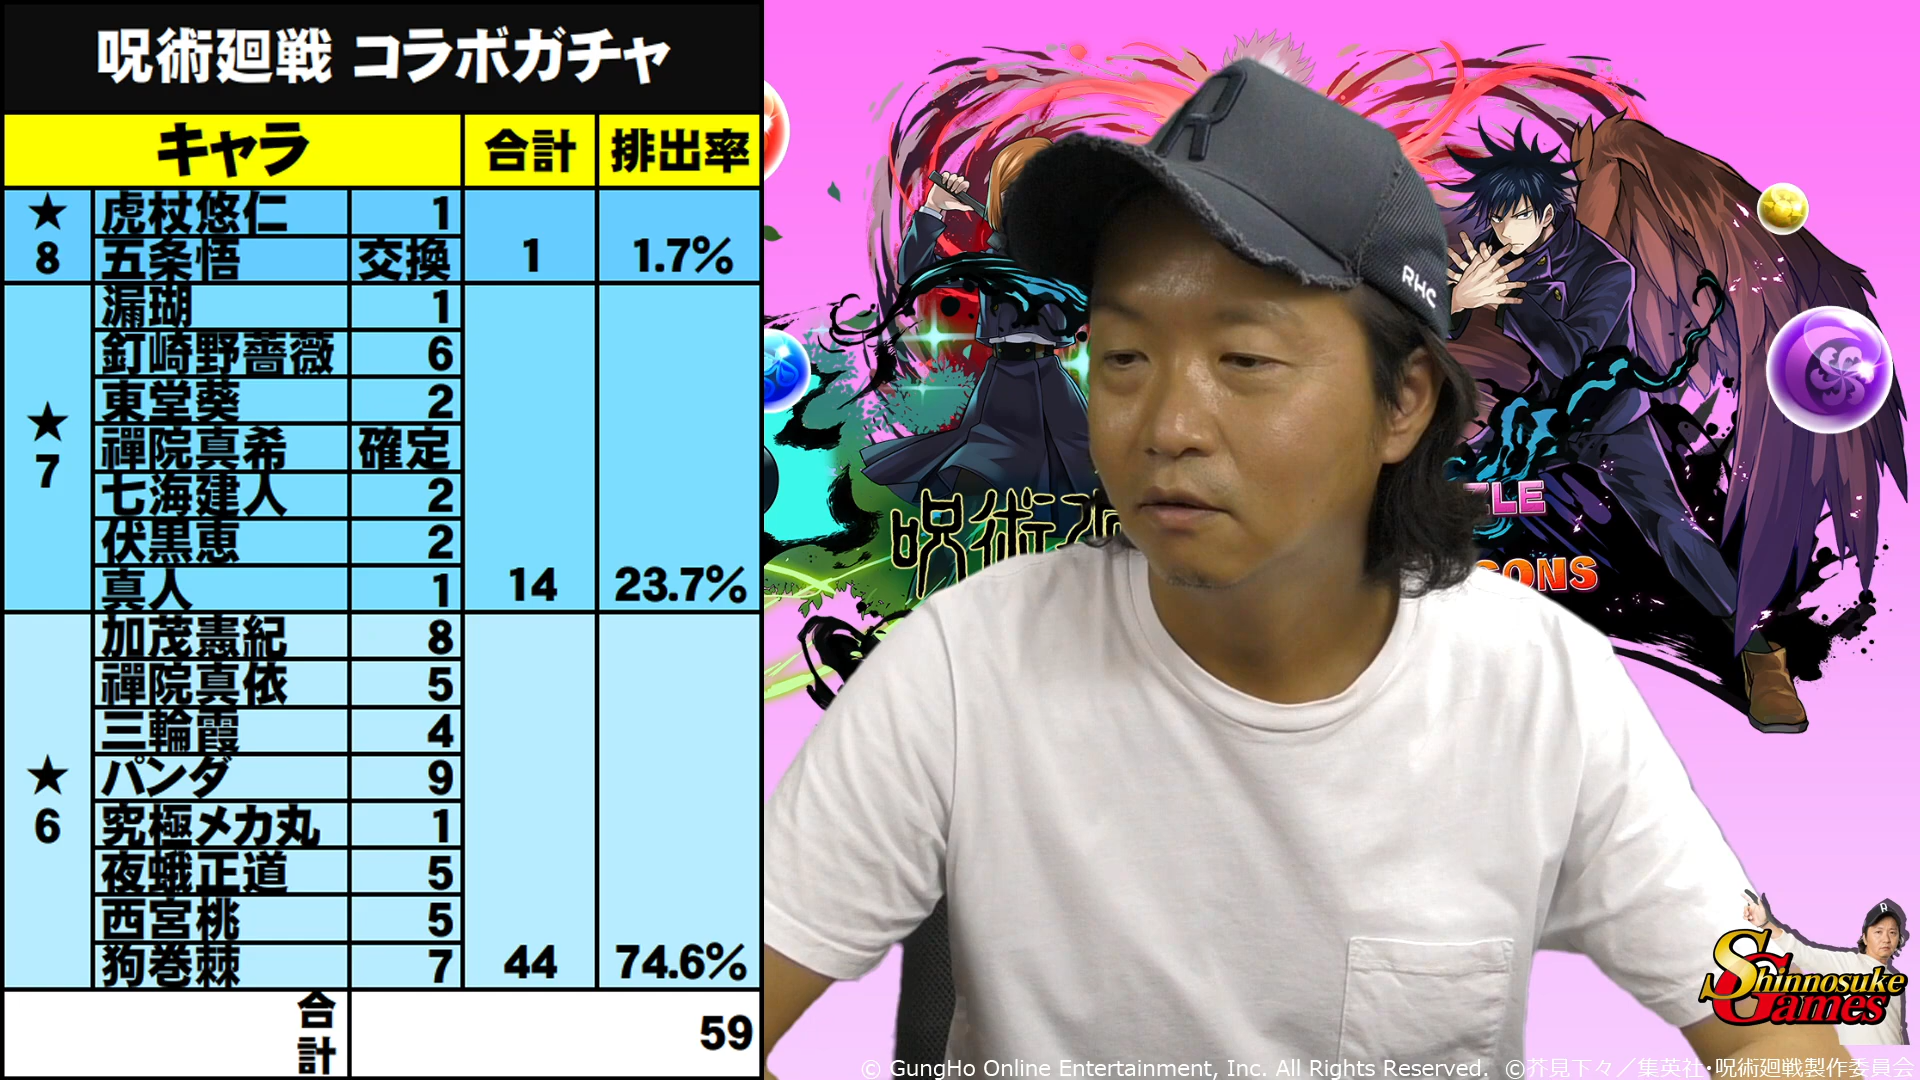 呪術廻戦 コラボガチャ
キャラ 合計 排出率
★8 虎杖悠仁 1 1 1.7%
五条悟 交換
★7 漏瑚 1 14 23.7%
釘崎野薔薇 6
東堂葵 2
禪院真希 確定
七海建人 2
伏黒恵 2
真人 1
★6 加茂憲紀 8 44 74.6%
禪院真依 5
三輪霞 4
パンダ 9
究極メカ丸 1
夜蛾正道 5
西宮桃 5
狗巻棘 7
合計 59
R
RHC
呪術
TLE
GONS
R
Shinnosuke
Games
© GungHo Online Entertainment, Inc. All Rights Reserved. ©芥見下々／集英社・呪術廻戦製作委員会